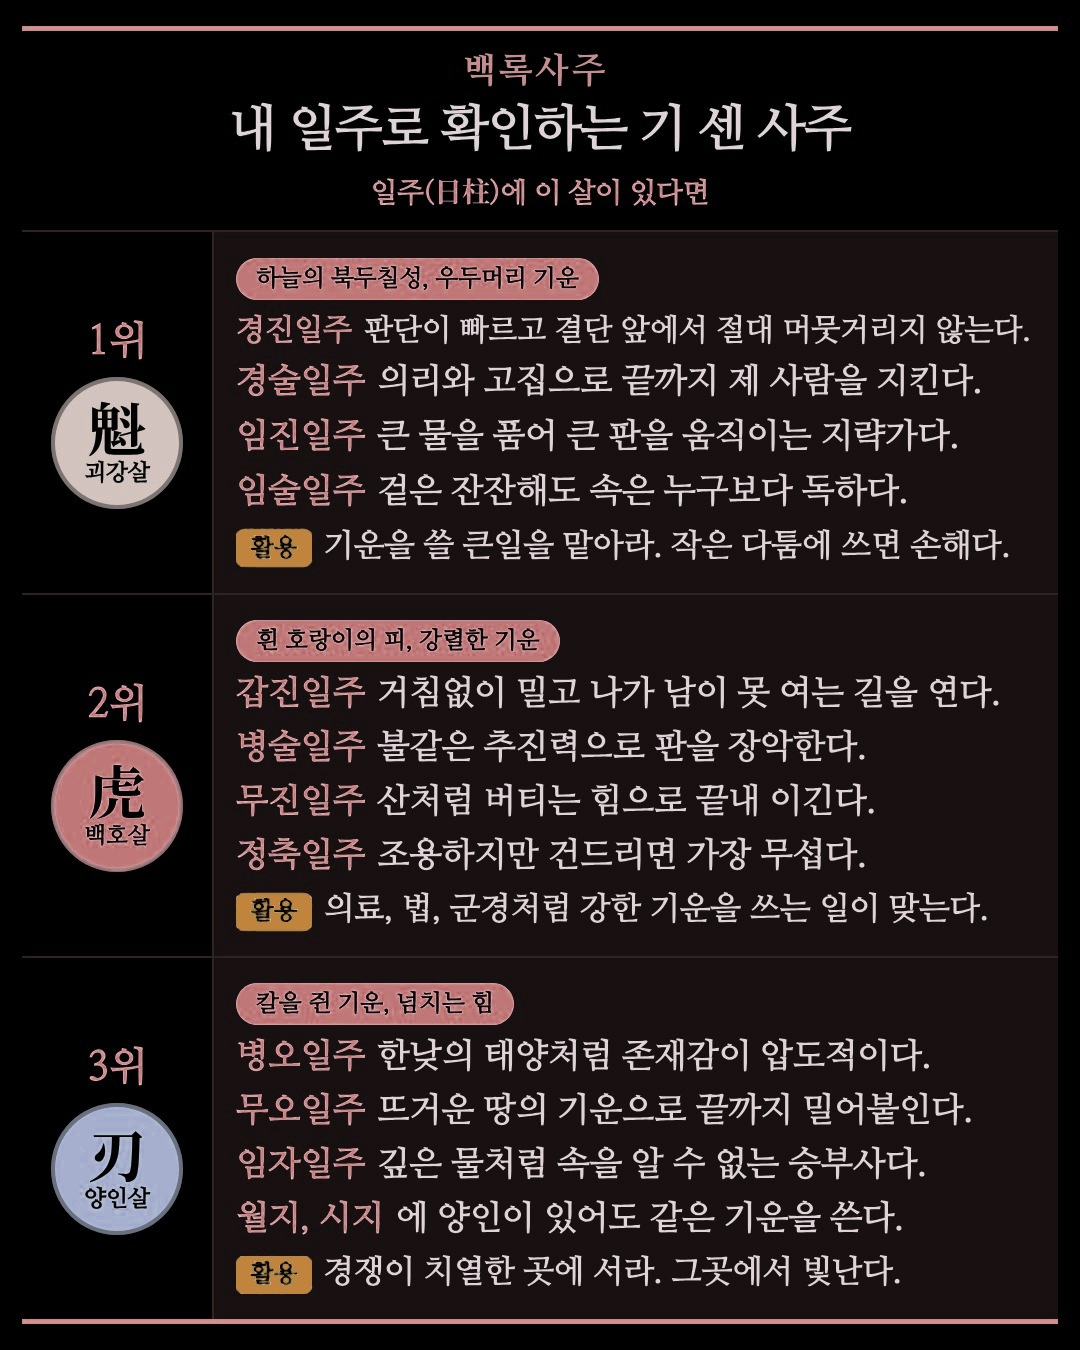 백록사주
내 일주로 확인하는 기 센 사주
일주(日柱)에 이 살이 있다면
1위
魁
괴강살
하늘의 북두칠성, 우두머리 기운
경진일주 판단이 빠르고 결단 앞에서 절대 머뭇거리지 않는다.
경술일주 의리와 고집으로 끝까지 제 사람을 지킨다.
임진일주 큰 물을 품어 큰 판을 움직이는 지략가다.
임술일주 겉은 잔잔해도 속은 누구보다 독하다.
활용 기운을 쓸 큰일을 맡아라. 작은 다툼에 쓰면 손해다.
2위
虎
백호살
흰 호랑이의 피, 강렬한 기운
갑진일주 거침없이 밀고 나가 남이 못 여는 길을 연다.
병술일주 불같은 추진력으로 판을 장악한다.
무진일주 산처럼 버티는 힘으로 끝내 이긴다.
정축일주 조용하지만 건드리면 가장 무섭다.
활용 의료, 법, 군경처럼 강한 기운을 쓰는 일이 맞는다.
3위
刃
양인살
칼을 쥔 기운, 넘치는 힘
병오일주 한낮의 태양처럼 존재감이 압도적이다.
무오일주 뜨거운 땅의 기운으로 끝까지 밀어붙인다.
임자일주 깊은 물처럼 속을 알 수 없는 승부사다.
월지, 시지 에 양인이 있어도 같은 기운을 쓴다.
활용 경쟁이 치열한 곳에 서라. 그곳에서 빛난다.